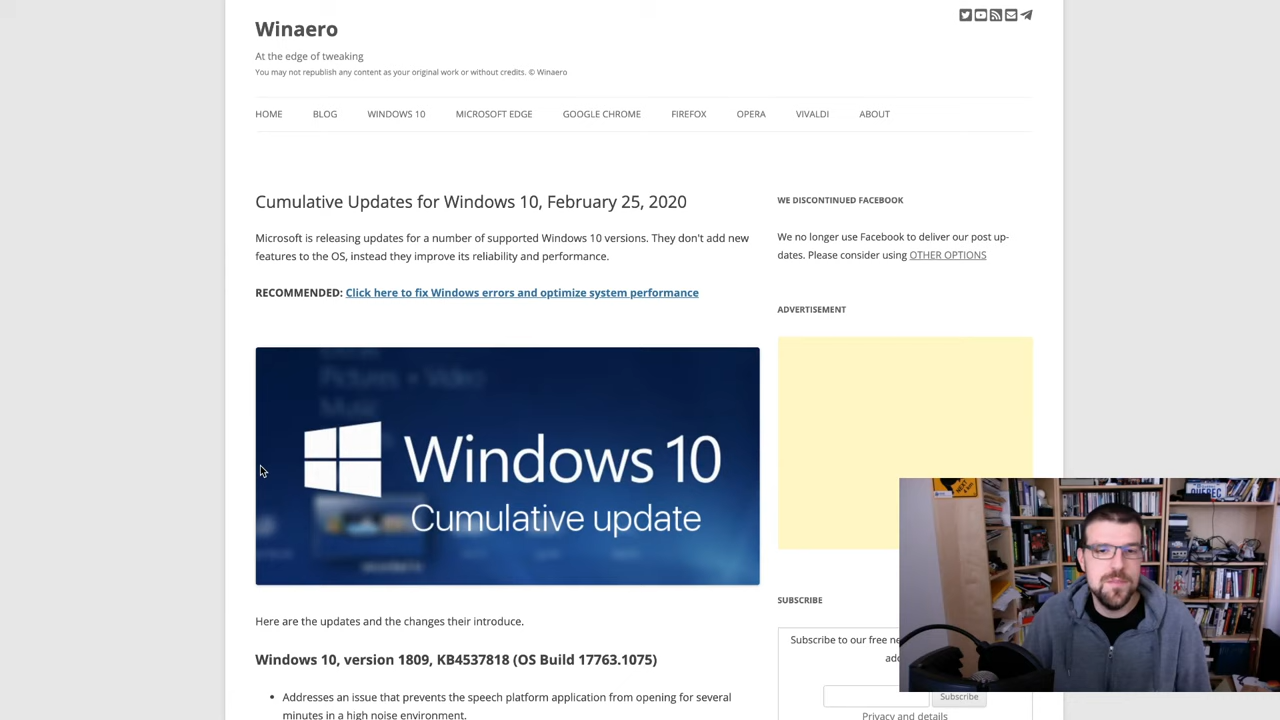 Winaero
At the edge of tweaking
You may not republish any content as your original work or without credits. © Winaero
HOME BLOG WINDOWS 10 MICROSOFT EDGE GOOGLE CHROME FIREFOX OPERA VIVALDI ABOUT
Cumulative Updates for Windows 10, February 25, 2020
Microsoft is releasing updates for a number of supported Windows 10 versions. They don't add new
features to the OS, instead they improve its reliability and performance.
RECOMMENDED: Click here to fix Windows errors and optimize system performance
Pictures + Video
Music
Windows 10
Cumulative update
Here are the updates and the changes their introduce.
Windows 10, version 1809, KB4537818 (OS Build 17763.1075)
• Addresses an issue that prevents the speech platform application from opening for several
minutes in a high noise environment.
WE DISCONTINUED FACEBOOK
We no longer use Facebook to deliver our post up-
dates. Please consider using OTHER OPTIONS
ADVERTISEMENT
SUBSCRIBE
Subscribe to our free
Subscribe
Privacy and details
QUÉBEC